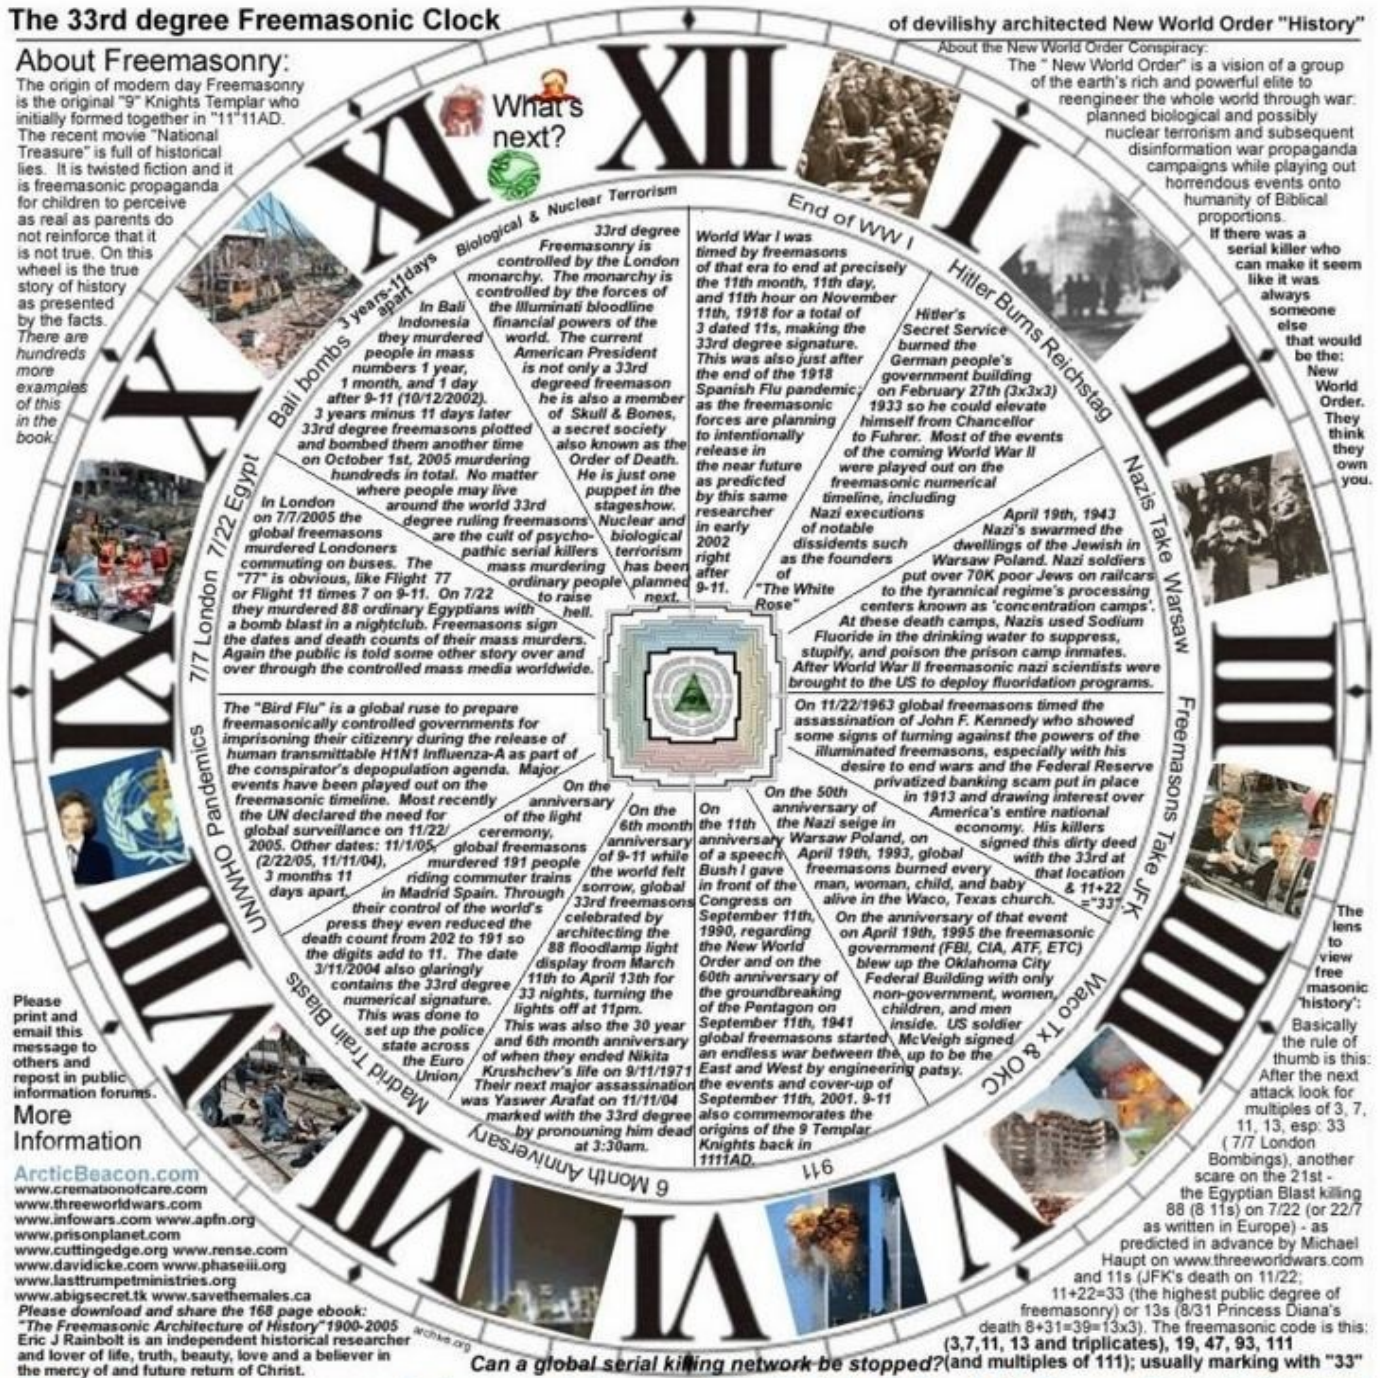 The 33rd degree Freemasonic Clock
of devilishy architected New World Order "History"
About Freemasonry:
The origin of modern day Freemasonry
is the original "9" Knights Templar who
initially formed together in "11"11AD.
The recent movie "National
Treasure" is full of historical
lies. It is twisted fiction and it
is freemasonic propaganda
for children to perceive
as real as parents do
not reinforce that it
is not true. On this
wheel is the true
story of history
as presented
by the facts.
There are
hundreds
more
examples
of this
in the
book.
About the New World Order Conspiracy:
The " New World Order" is a vision of a group
of the earth's rich and powerful elite to
reengineer the whole world through war:
planned biological and possibly
nuclear terrorism and subsequent
disinformation war propaganda
campaigns while playing out
horrendous events onto
humanity of Biblical
proportions.
If there was a
serial killer who
can make it seem
like it was
always
someone
else
that would
be the:
New
World
Order.
They
think
they
own
you.
XII
I
II
III
IIII
V
VI
VII
VIII
IX
X
XI
What's
next?
End of WW I
World War I was
timed by freemasons
of that era to end at precisely
the 11th month, 11th day,
and 11th hour on November
11th, 1918 for a total of
3 dated 11s, making the
33rd degree signature.
This was also just after
the end of the 1918
Spanish Flu pandemic;
as the freemasonic
forces are planning
to intentionally
release in
the near future
as predicted
by this same
researcher
in early
2002
right
after
9-11.
Hitler Burns Reichstag
Hitler's
Secret Service
burned the
German people's
government building
on February 27th (3x3x3)
1933 so he could elevate
himself from Chancellor
to Fuhrer. Most of the events
of the coming World War II
were played out on the
freemasonic numerical
timeline, including
Nazi executions
of notable
dissidents such
as the founders
of
"The White
Rose"
Nazis Take Warsaw
April 19th, 1943
Nazi's swarmed the
dwellings of the Jewish in
Warsaw Poland. Nazi soldiers
put over 70K poor Jews on railcars
to the tyrannical regime's processing
centers known as 'concentration camps'.
At these death camps, Nazis used Sodium
Fluoride in the drinking water to suppress,
stupify, and poison the prison camp inmates.
After World War II freemasonic nazi scientists were
brought to the US to deploy fluoridation programs.
Freemasons Take JFK
On 11/22/1963 global freemasons timed the
assassination of John F. Kennedy who showed
some signs of turning against the powers of the
illuminated freemasons, especially with his
desire to end wars and the Federal Reserve
privatized banking scam put in place
in 1913 and drawing interest over
America's entire national
economy. His killers
signed this dirty deed
with the 33rd at
that location
& 11+22
="33"
Waco Tx & OKC
On the 50th
anniversary of
the Nazi seige in
Warsaw Poland, on
April 19th, 1993, global
freemasons burned every
man, woman, child, and baby
alive in the Waco, Texas church.
On the anniversary of that event
on April 19th, 1995 the freemasonic
government (FBI, CIA, ATF, ETC)
blew up the Oklahoma City
Federal Building with only
non-government, women,
children, and men
inside. US soldier
McVeigh signed
up to be the
patsy.
911
On
the 11th
anniversary
of a speech
Bush I gave
in front of the
Congress on
September 11th,
1990, regarding
the New World
Order and on the
60th anniversary of
the groundbreaking
of the Pentagon on
September 11th, 1941
global freemasons started
an endless war between the
East and West by engineering
the events and cover-up of
September 11th, 2001. 9-11
also commemorates the
origins of the 9 Templar
Knights back in
1111AD.
6 Month Anniversary
On the
6th month
anniversary
of 9-11 while
the world felt
sorrow, global
33rd freemasons
celebrated by
architecting the
88 floodlamp light
display from March
11th to April 13th for
33 nights, turning the
lights off at 11pm.
This was also the 30 year
and 6th month anniversary
of when they ended Nikita
Krushchev's life on 9/11/1971
Their next major assassination
was Yaswer Arafat on 11/11/04
marked with the 33rd degree
by pronouning him dead
at 3:30am.
Madrid Train Blasts
On the
anniversary
of the light
ceremony,
global freemasons
murdered 191 people
riding commuter trains
in Madrid Spain. Through
their control of the world's
press they even reduced the
death count from 202 to 191 so
the digits add to 11. The date
3/11/2004 also glaringly
contains the 33rd degree
numerical signature.
This was done to
set up the police
state across
the Euro
Union.
UN/WHO Pandemics
The "Bird Flu" is a global ruse to prepare
freemasonically controlled governments for
imprisoning their citizenry during the release of
human transmittable H1N1 Influenza-A as part of
the conspirator's depopulation agenda. Major
events have been played out on the
freemasonic timeline. Most recently
the UN declared the need for
global surveillance on 11/22/
2005. Other dates: 11/1/05,
(2/22/05, 11/11/04),
3 months 11
days apart.
7/7 London 7/22 Egypt
In London
on 7/7/2005 the
global freemasons
murdered Londoners
commuting on buses. The
"77" is obvious, like Flight 77
or Flight 11 times 7 on 9-11. On 7/22
they murdered 88 ordinary Egyptians with
a bomb blast in a nightclub. Freemasons sign
the dates and death counts of their mass murders.
Again the public is told some other story over and
over through the controlled mass media worldwide.
Bali bombs 3 years-11days
apart
In Bali
Indonesia
they murdered
people in mass
numbers 1 year,
1 month, and 1 day
after 9-11 (10/12/2002).
3 years minus 11 days later
33rd degree freemasons plotted
and bombed them another time
on October 1st, 2005 murdering
hundreds in total. No matter
where people may live
around the world 33rd
degree ruling freemasons
are the cult of psycho-
pathic serial killers
mass murdering
ordinary people
to raise
hell.
Biological & Nuclear Terrorism
33rd degree
Freemasonry is
controlled by the London
monarchy. The monarchy is
controlled by the forces of
the Illuminati bloodline
financial powers of the
world. The current
American President
is not only a 33rd
degreed freemason
he is also a member
of Skull & Bones,
a secret society
also known as the
Order of Death.
He is just one
puppet in the
stageshow.
Nuclear and
biological
terrorism
has been
planned
next.
Please
print and
email this
message to
others and
repost in public
information forums.
More
Information
ArcticBeacon.com
www.cremationofcare.com
www.threeworldwars.com
www.infowars.com www.apfn.org
www.prisonplanet.com
www.cuttingedge.org www.rense.com
www.davidicke.com www.phaseiii.org
www.lasttrumpetministries.org
www.abigsecret.tk www.savethemales.ca
Please download and share the 168 page ebook:
"The Freemasonic Architecture of History"1900-2005
Eric J Rainbolt is an independent historical researcher
and lover of life, truth, beauty, love and a believer in
the mercy of and future return of Christ.
archive.org
The
lens
to
view
free
masonic
'history':
Basically
the rule of
thumb is this:
After the next
attack look for
multiples of 3, 7,
11, 13, esp: 33
( 7/7 London
Bombings), another
scare on the 21st -
the Egyptian Blast killing
88 (8 11s) on 7/22 (or 22/7
as written in Europe) - as
predicted in advance by Michael
Haupt on www.threeworldwars.com
and 11s (JFK's death on 11/22;
11+22=33 (the highest public degree of
freemasonry) or 13s (8/31 Princess Diana's
death 8+31=39=13x3). The freemasonic code is this:
(3,7,11, 13 and triplicates), 19, 47, 93, 111
(and multiples of 111); usually marking with "33"
Can a global serial killing network be stopped?